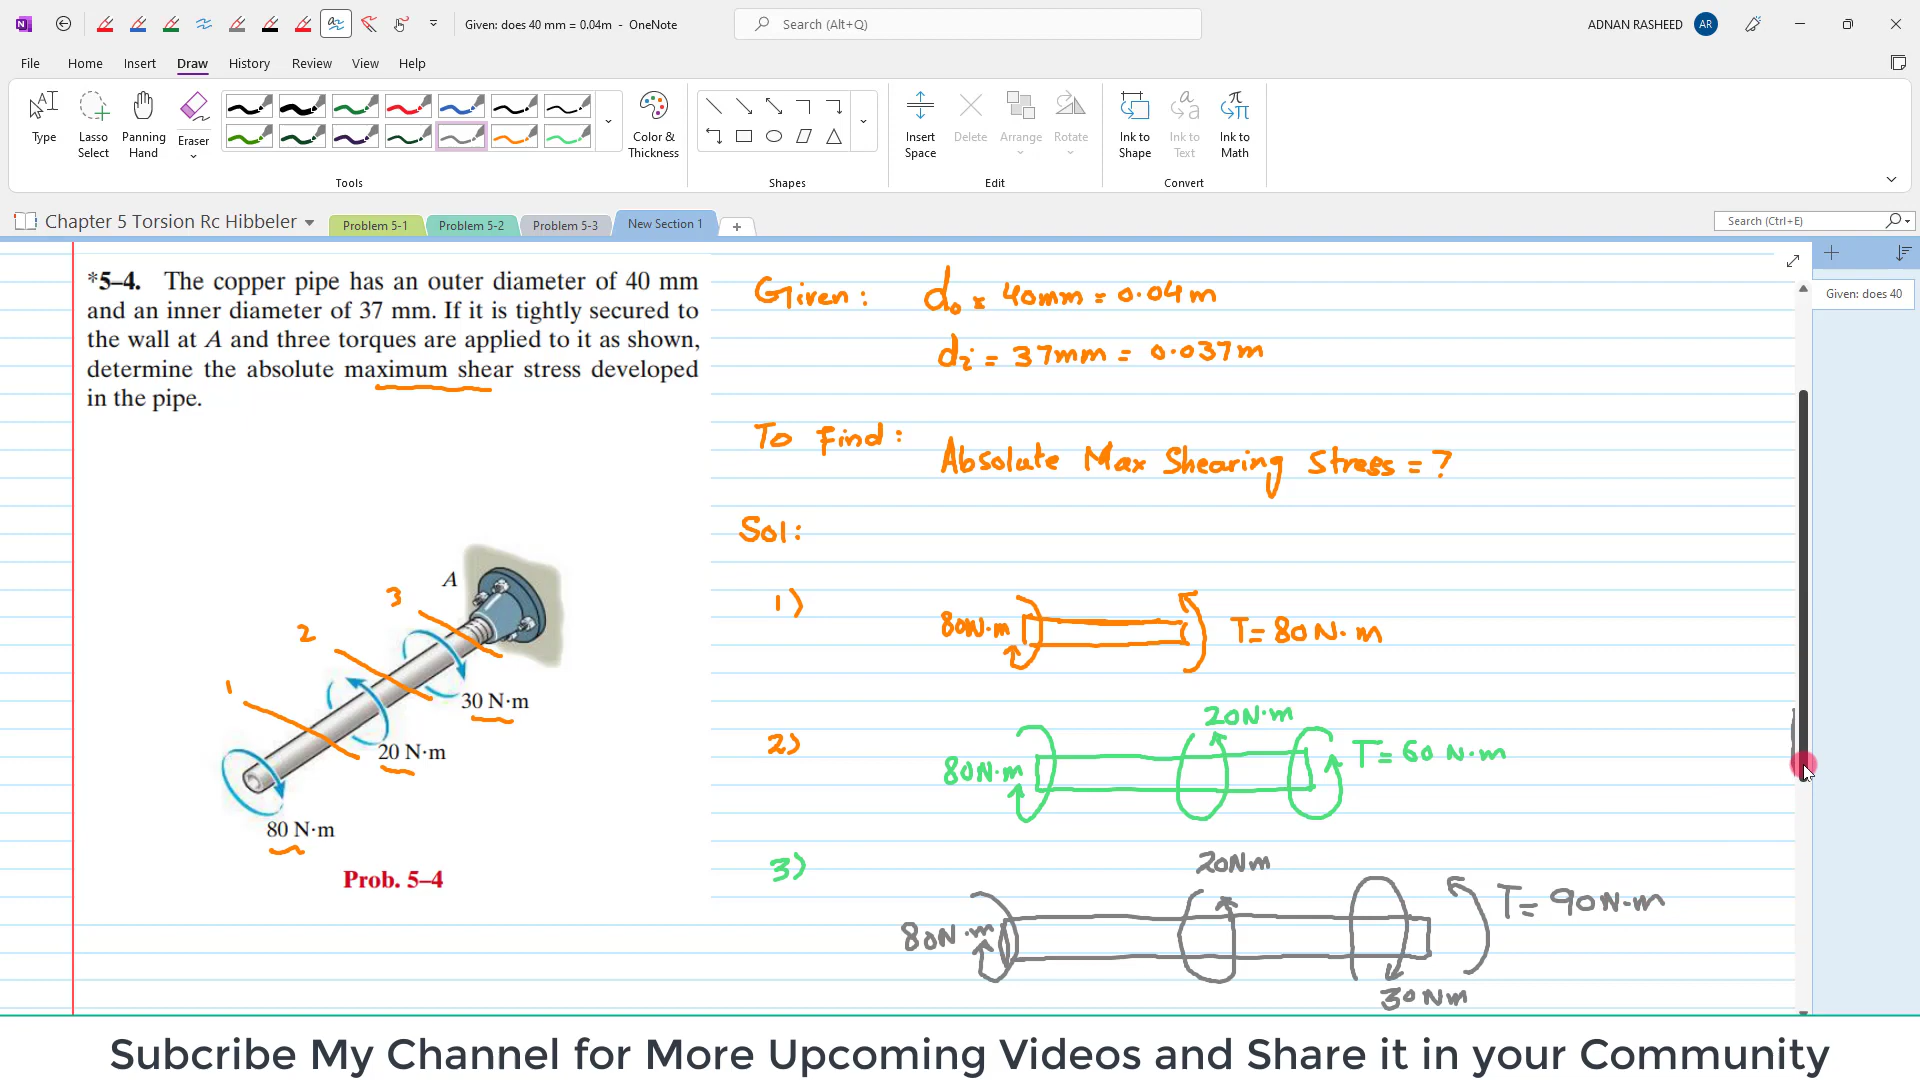 Given: does 40 mm = 0.04m - OneNote
Search (Alt+Q)
ADNAN RASHEED
AR
File Home Insert Draw History Review View Help
Type
Lasso Select
Panning Hand
Eraser
Color & Thickness
Insert Space
Delete
Arrange
Rotate
Ink to Shape
Ink to Text
Ink to Math
Tools
Shapes
Edit
Convert
Chapter 5 Torsion Rc Hibbeler
Problem 5-1
Problem 5-2
Problem 5-3
New Section 1
Search (Ctrl+E)
Given: does 40
*5–4. The copper pipe has an outer diameter of 40 mm
and an inner diameter of 37 mm. If it is tightly secured to
the wall at A and three torques are applied to it as shown,
determine the absolute maximum shear stress developed
in the pipe.
A
3
2
1
30 N·m
20 N·m
80 N·m
Prob. 5–4
Given: do = 40mm = 0.04m
di = 37mm = 0.037m
To Find: Absolute Max Shearing Stress = ?
Sol:
1) 80N·m T= 80N·m
2) 80N·m 20N·m T= 60 N·m
3) 80N·m 20Nm 30Nm T= 90N·m
Subcribe My Channel for More Upcoming Videos and Share it in your Community